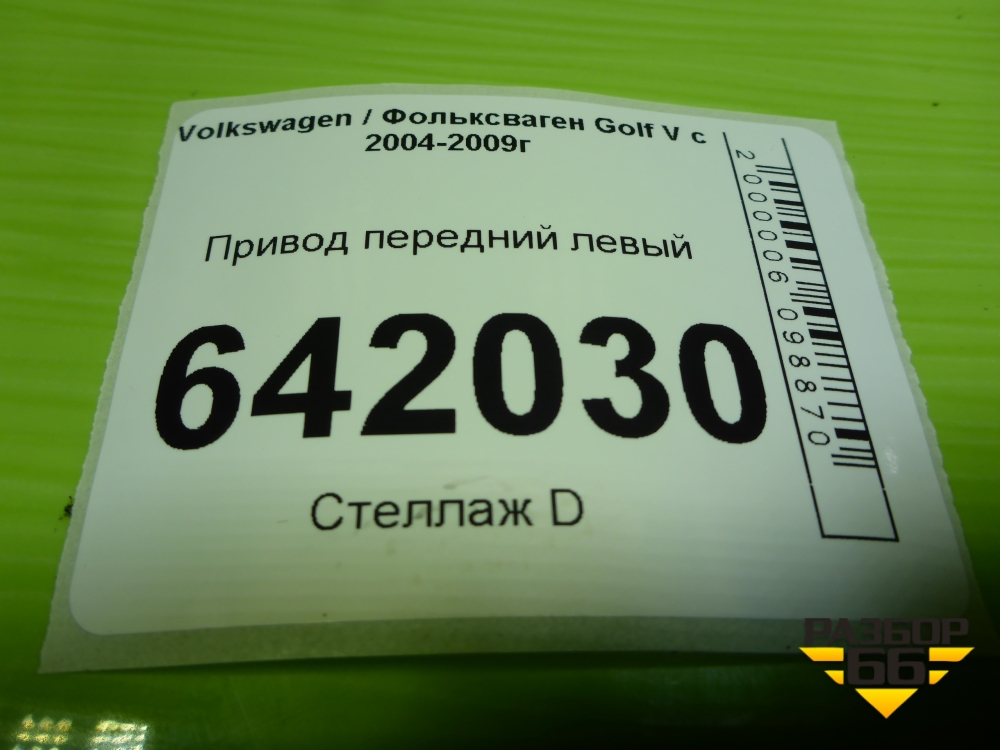 Volkswagen / Фольксваген Golf V с
2004-2009г
Привод передний левый
642030
Стеллаж D
2000006098870
РАЗБОР
66